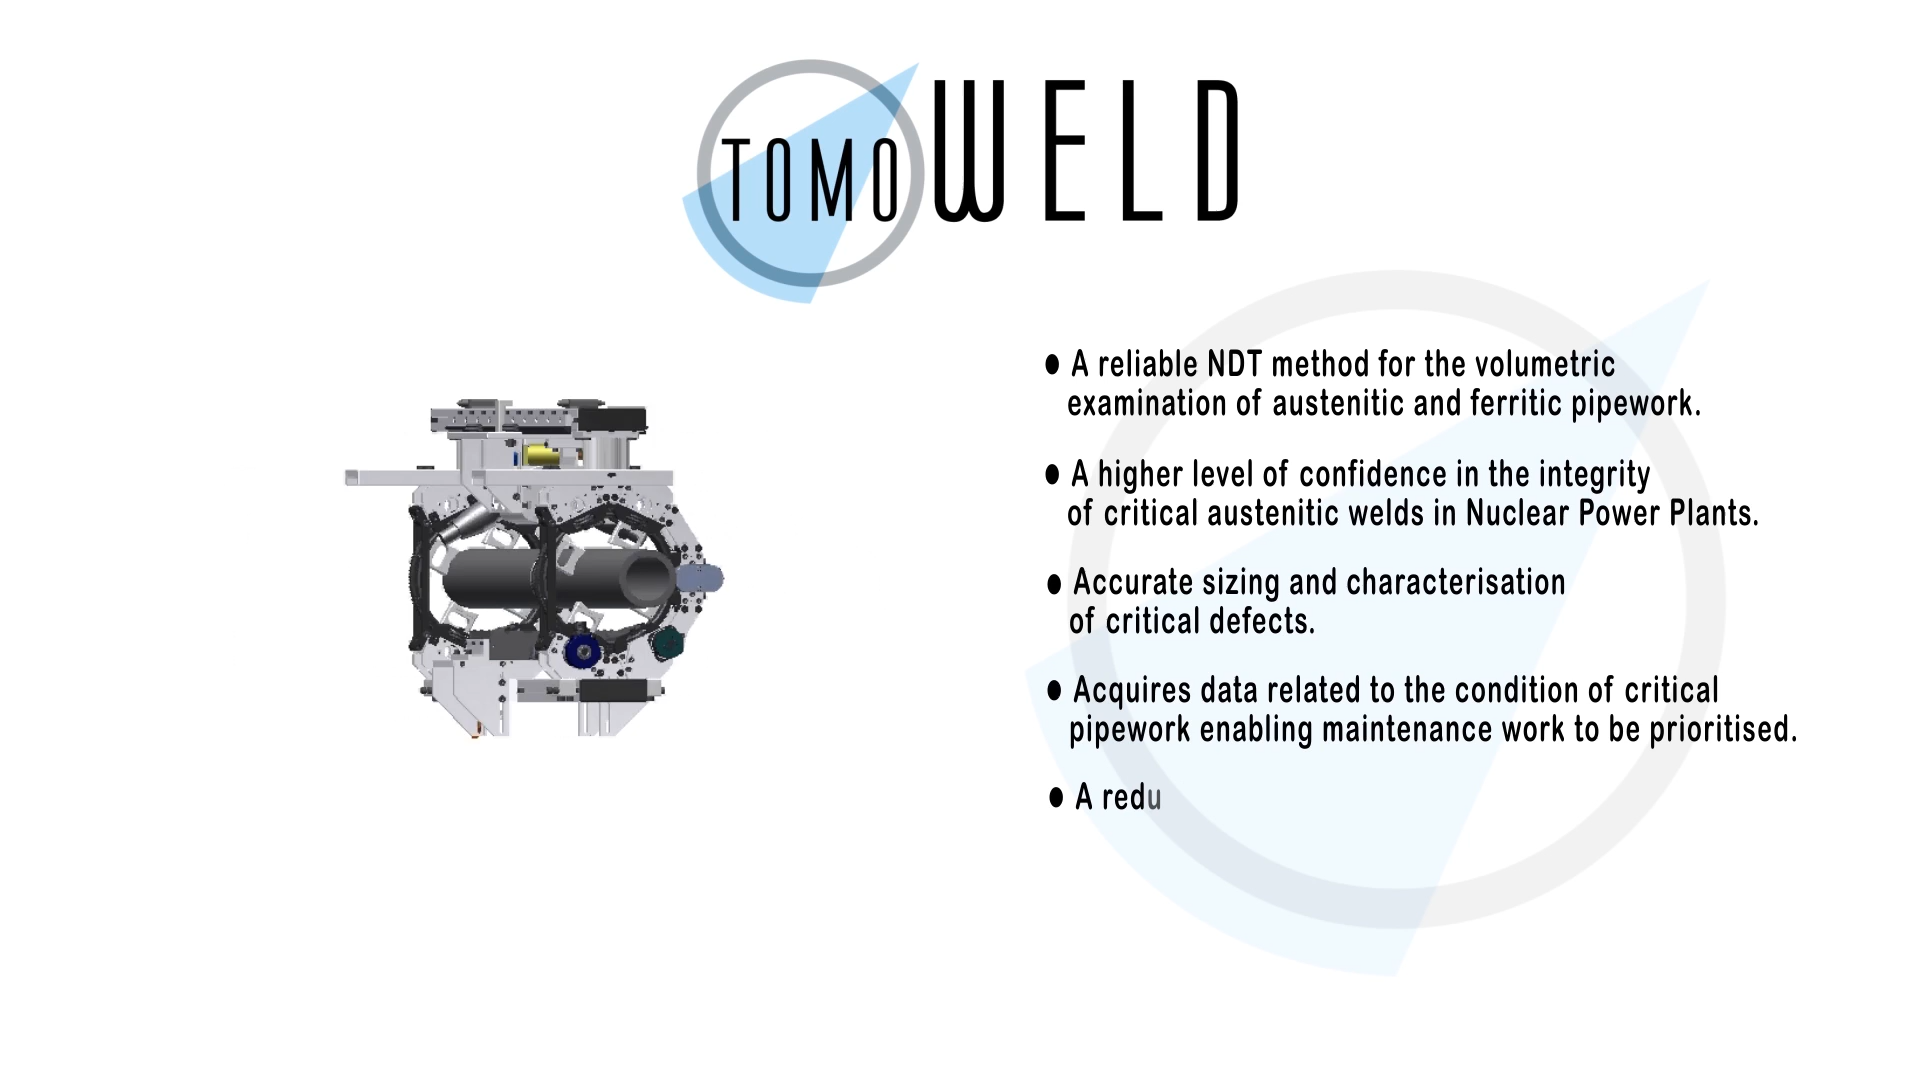 TOMOWELD
● A reliable NDT method for the volumetric
examination of austenitic and ferritic pipework.
● A higher level of confidence in the integrity
of critical austenitic welds in Nuclear Power Plants.
● Accurate sizing and characterisation
of critical defects.
● Acquires data related to the condition of critical
pipework enabling maintenance work to be prioritised.
● A redu